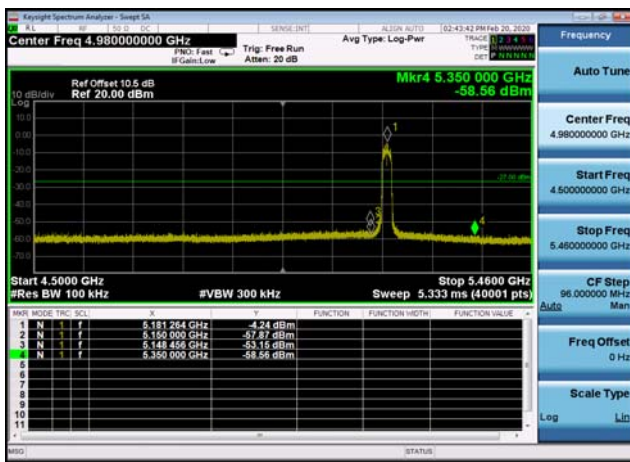 Keysight Spectrum Analyzer - Swept SA
RL RF 50 Ω DC SENSE:INT ALIGN AUTO 02:43:42 PM Feb 20, 2020
Center Freq 4.980000000 GHz
PNO: Fast
IFGain:Low
Trig: Free Run
Atten: 20 dB
Avg Type: Log-Pwr
TRACE 1 2 3 4 5 6
TYPE
DET P N N N N N
Mkr4 5.350 000 GHz
-58.56 dBm
10 dB/div
Log
Ref Offset 10.5 dB
Ref 20.00 dBm
10.0
0.00
-10.0
-20.0
-27.00 dBm
-30.0
-40.0
-50.0
-60.0
-70.0
1
3
4
Start 4.5000 GHz
Stop 5.4600 GHz
#Res BW 100 kHz
#VBW 300 kHz
Sweep 5.333 ms (40001 pts)
MKR MODE TRC SCL X Y FUNCTION FUNCTION WIDTH FUNCTION VALUE
1 N 1 f 5.181 264 GHz -4.24 dBm
2 N 1 f 5.150 000 GHz -57.87 dBm
3 N 1 f 5.148 456 GHz -53.15 dBm
4 N 1 f 5.350 000 GHz -58.56 dBm
5
6
7
8
9
10
11
MSG
STATUS
Frequency
Auto Tune
Center Freq
4.980000000 GHz
Start Freq
4.500000000 GHz
Stop Freq
5.460000000 GHz
CF Step
96.000000 MHz
Auto Man
Freq Offset
0 Hz
Scale Type
Log Lin